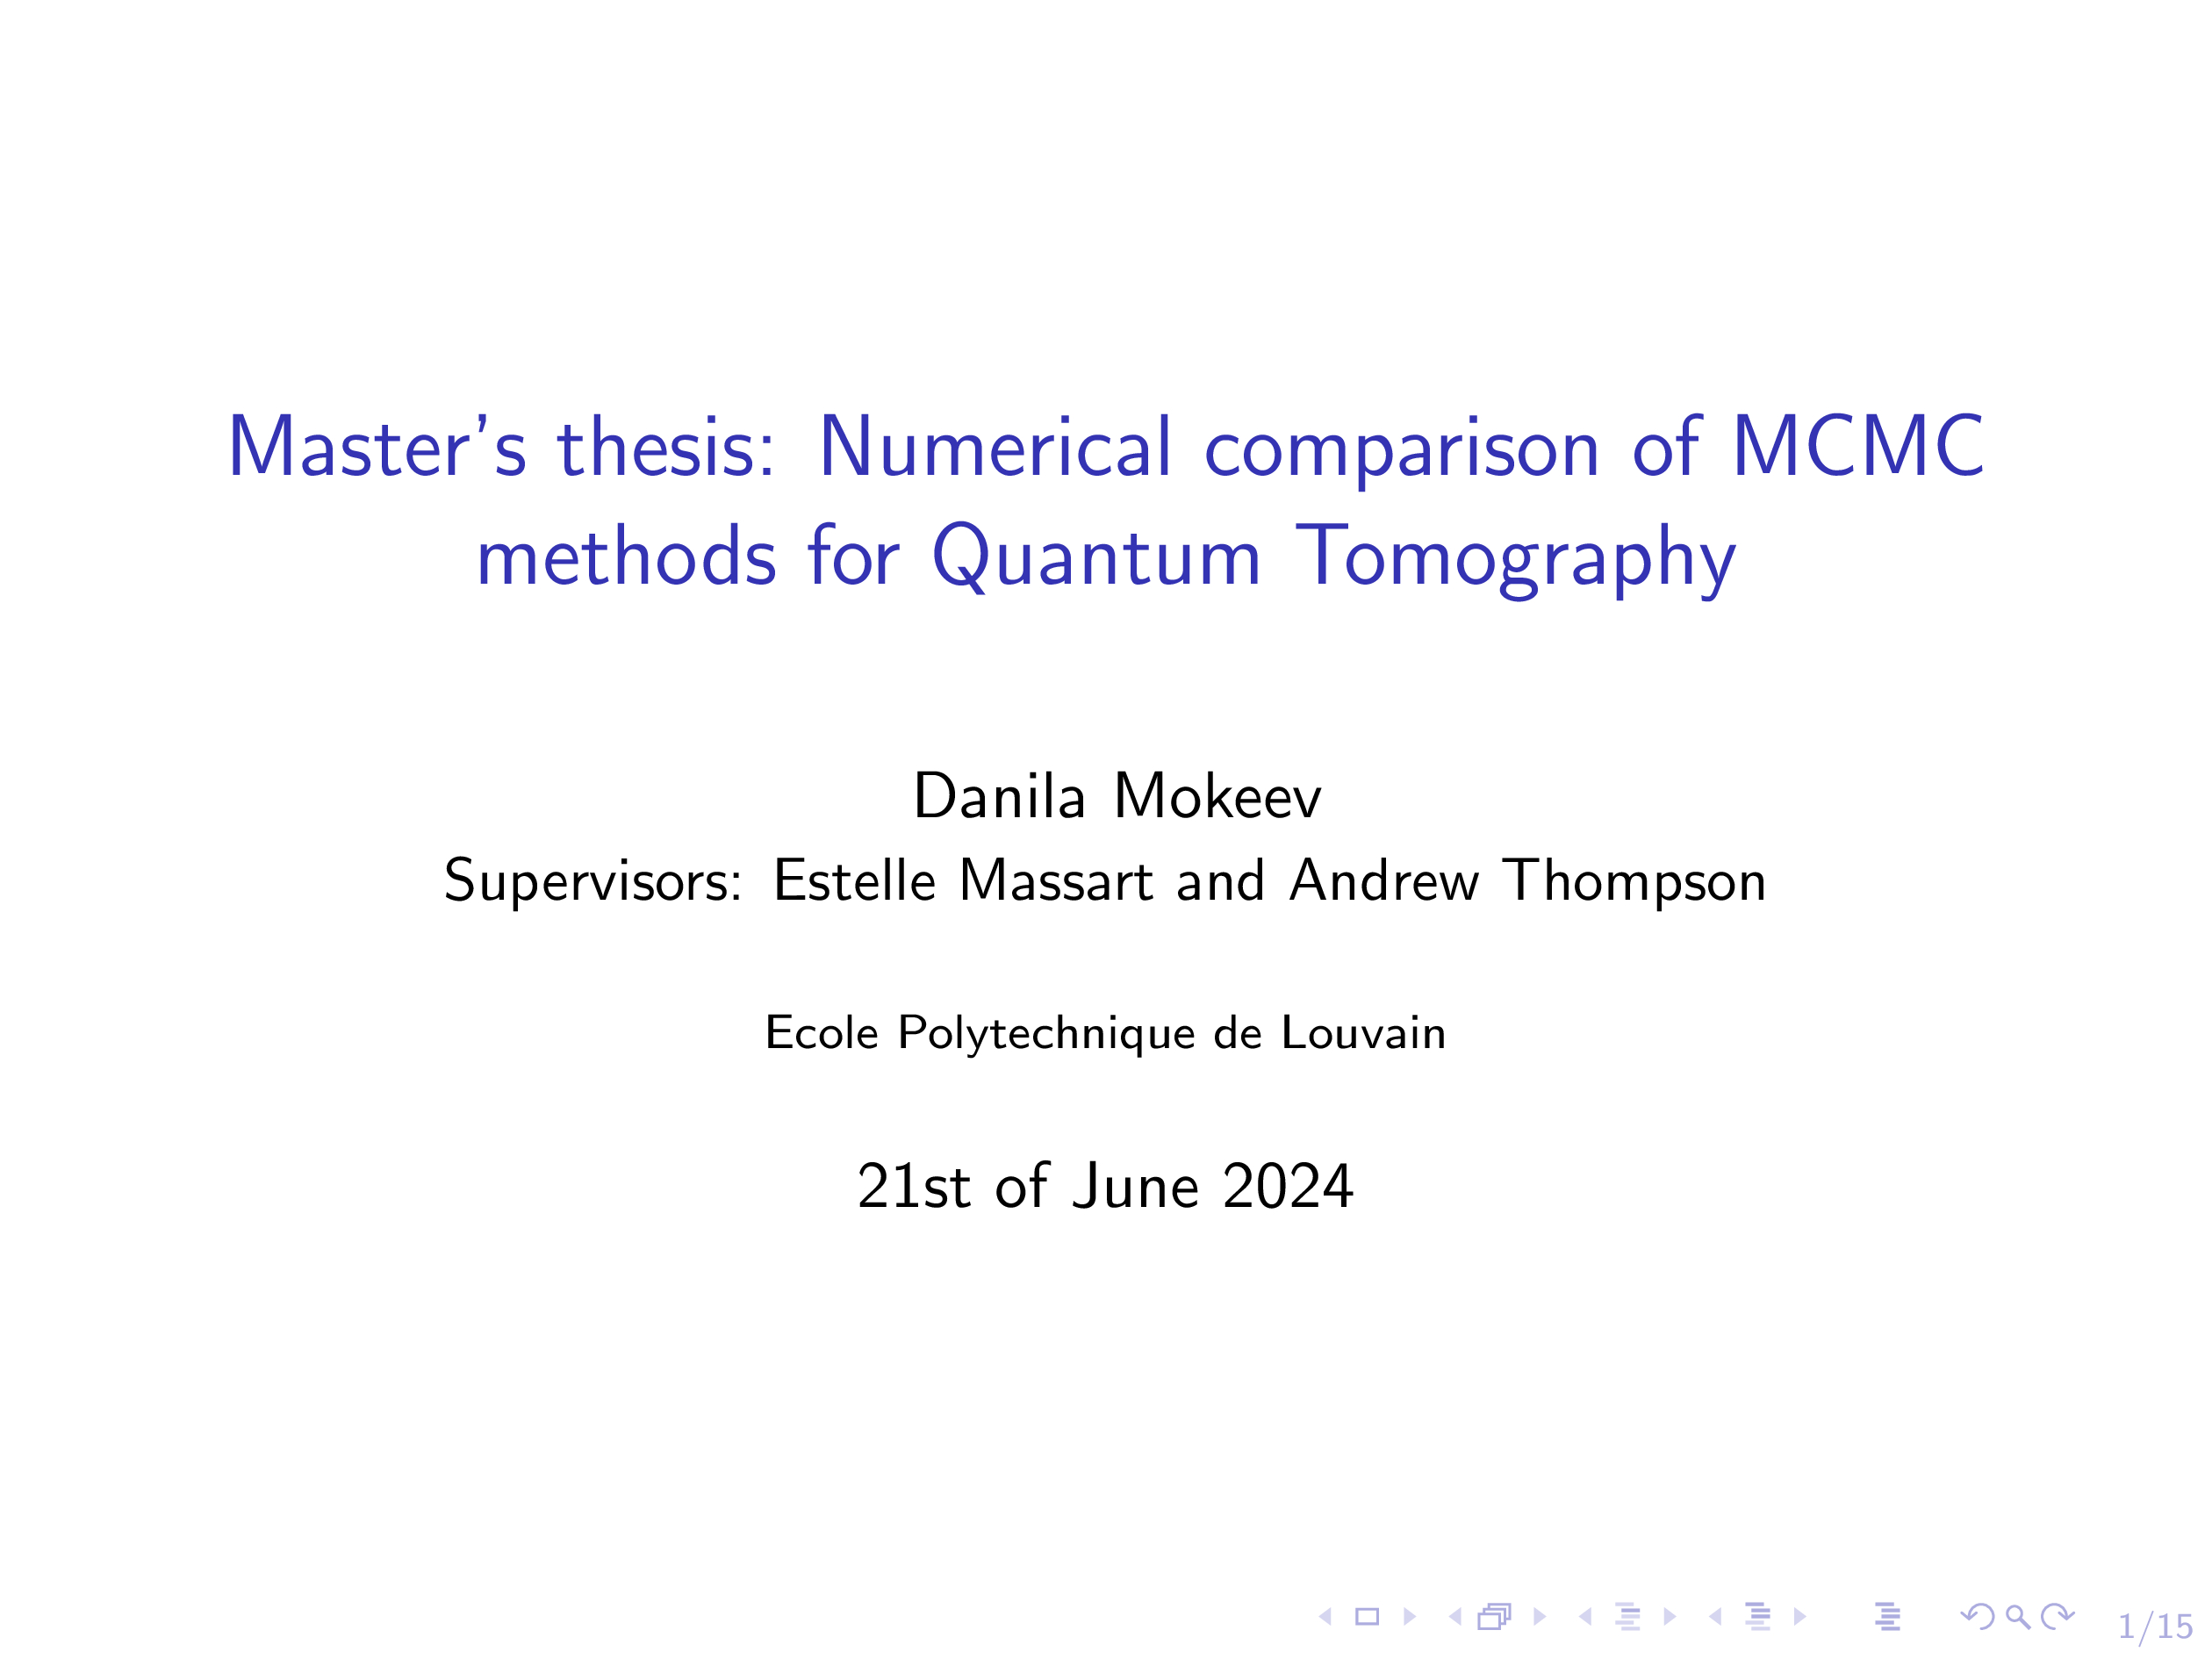 Master's thesis: Numerical comparison of MCMC
methods for Quantum Tomography
Danila Mokeev
Supervisors: Estelle Massart and Andrew Thompson
Ecole Polytechnique de Louvain
21st of June 2024
1/15